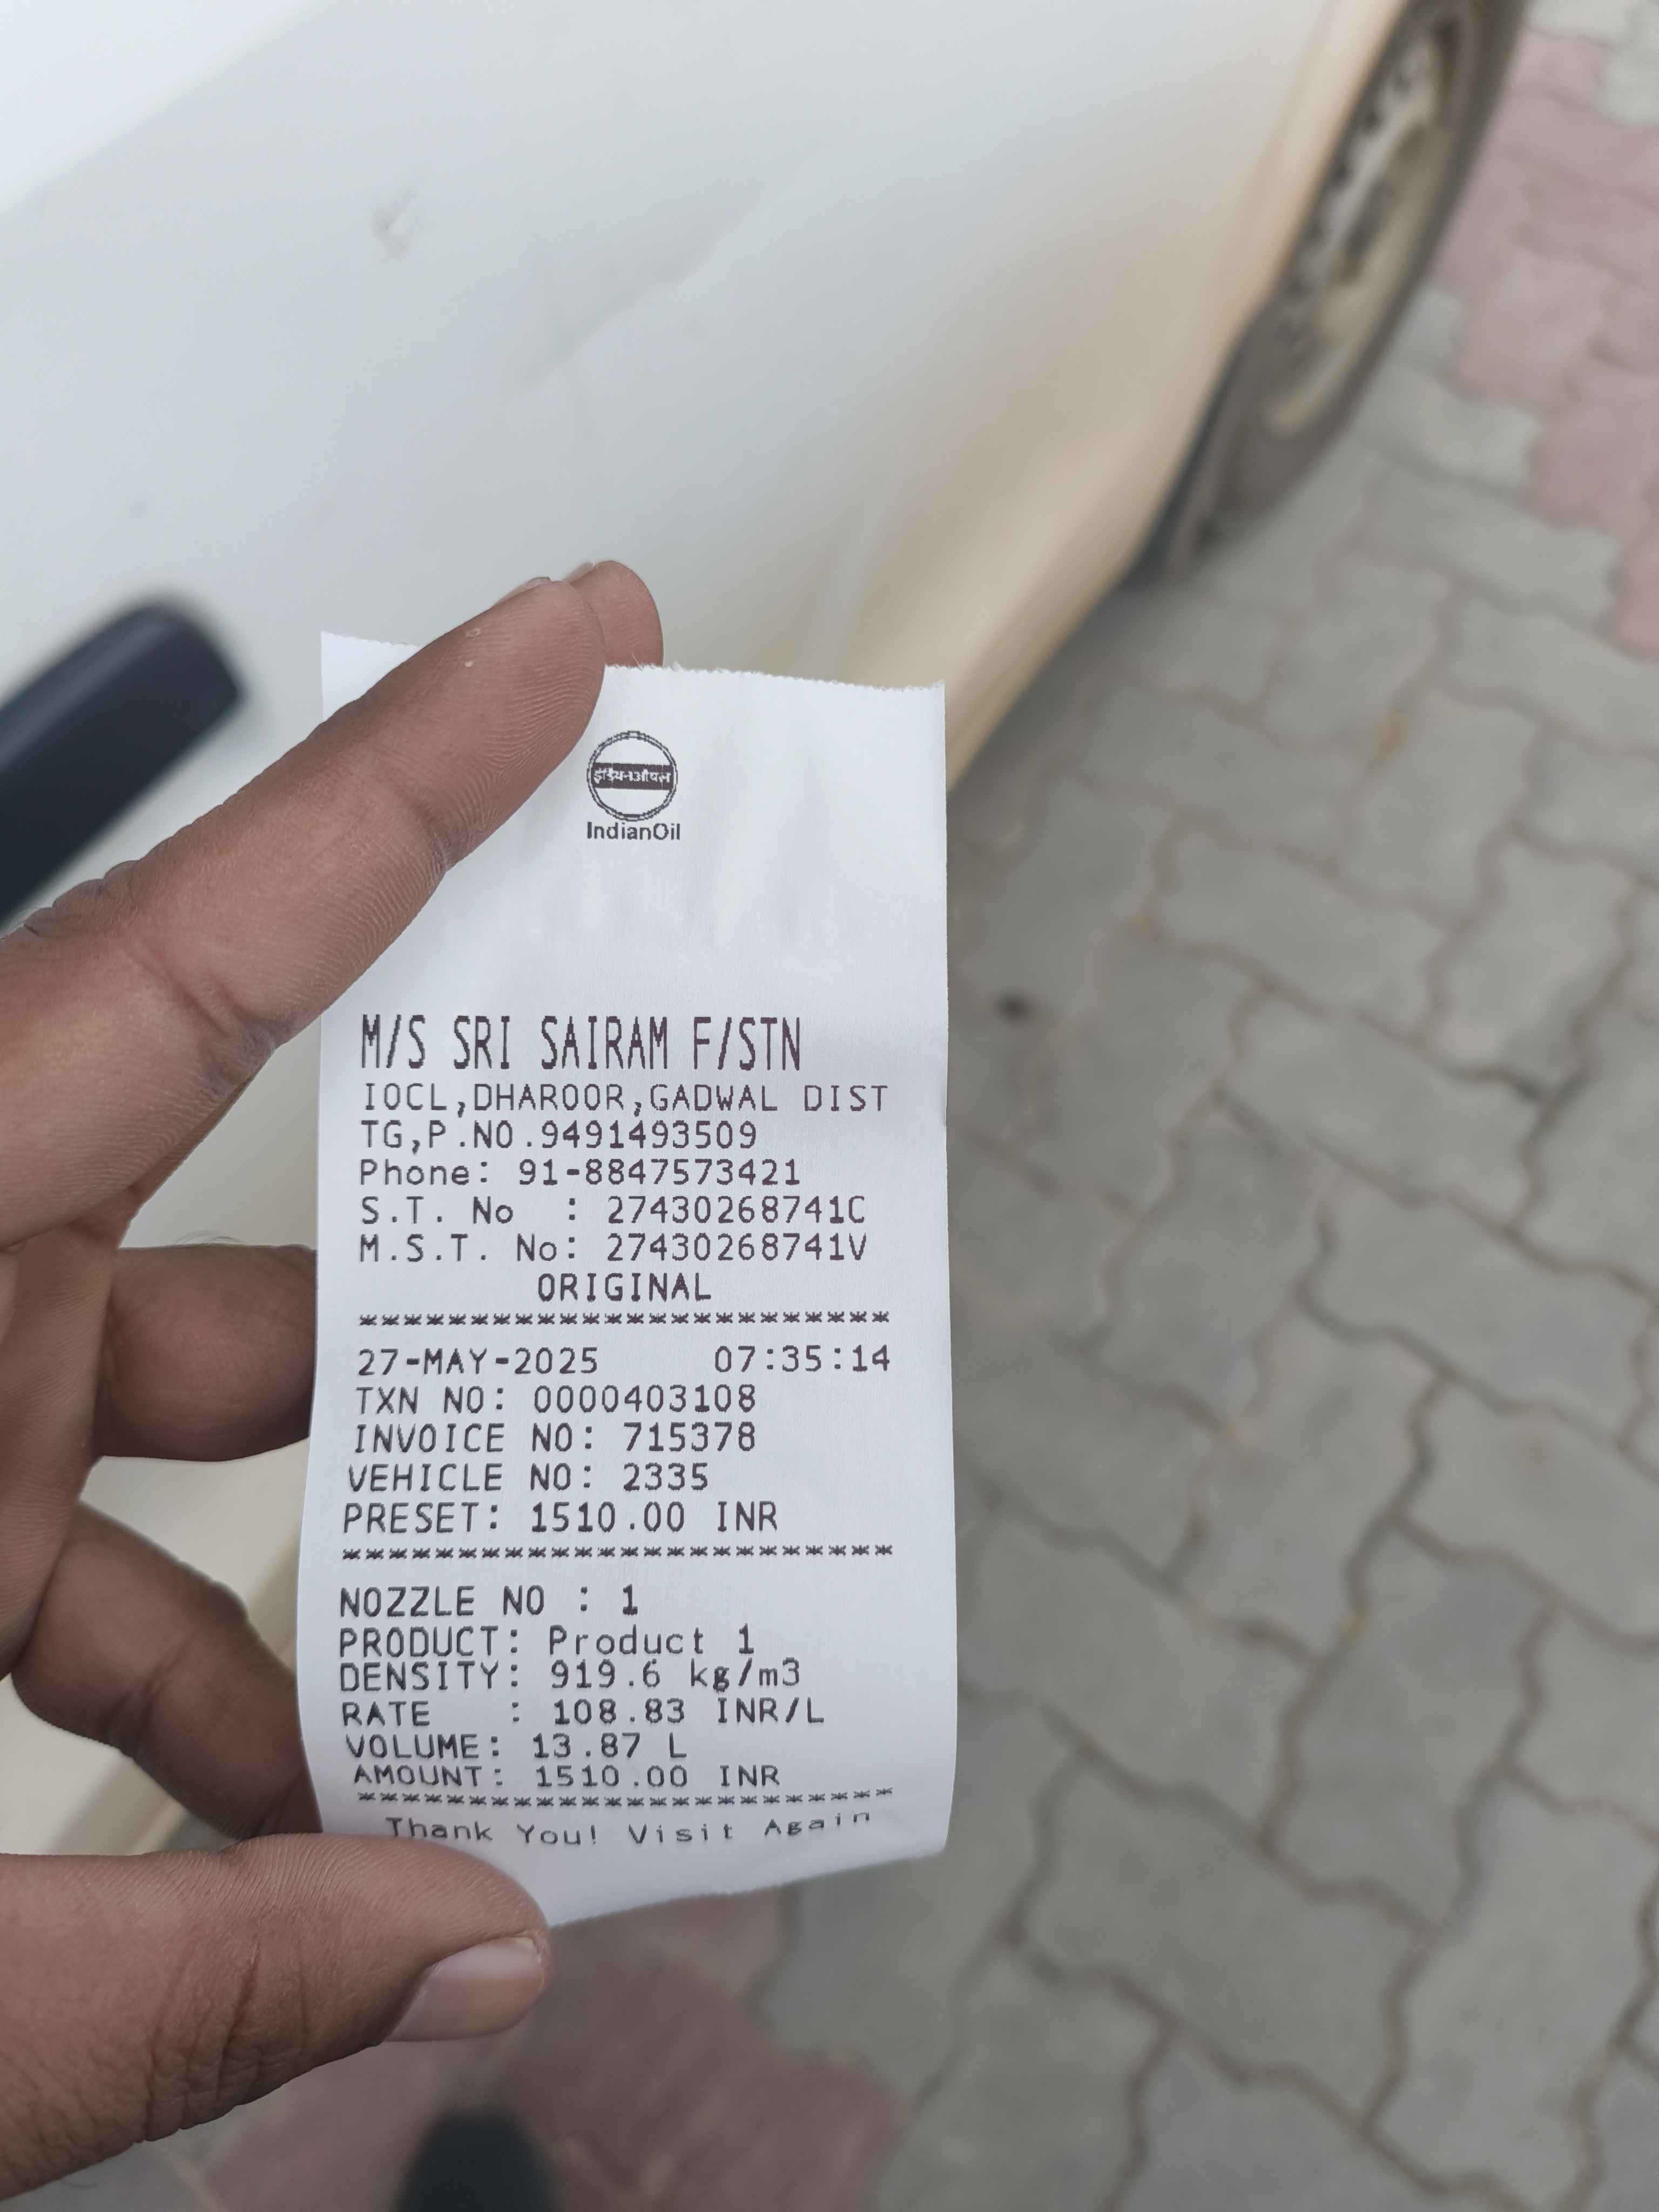 इंडियनऑयल
IndianOil
M/S SRI SAIRAM F/STN
IOCL,DHAROOR,GADWAL DIST
TG,P.NO.9491493509
Phone: 91-8847573421
S.T. No : 27430268741C
M.S.T. No: 27430268741V
ORIGINAL
************************
27-MAY-2025 07:35:14
TXN NO: 0000403108
INVOICE NO: 715378
VEHICLE NO: 2335
PRESET: 1510.00 INR
************************
NOZZLE NO : 1
PRODUCT: Product 1
DENSITY: 919.6 kg/m3
RATE : 108.83 INR/L
VOLUME: 13.87 L
AMOUNT: 1510.00 INR
************************
Thank You! Visit Again